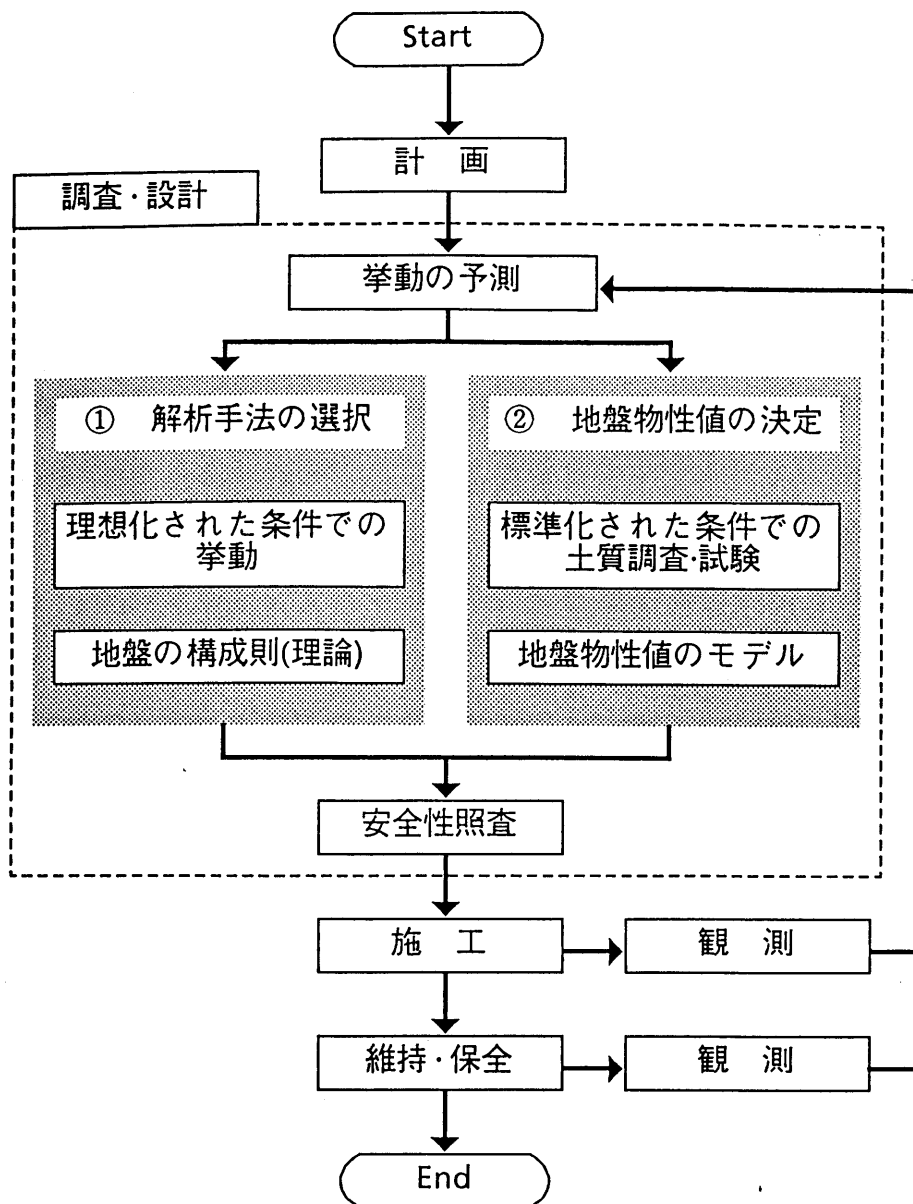 Start
計 画
調査・設計
挙動の予測
① 解析手法の選択
理想化された条件での
挙動
地盤の構成則(理論)
② 地盤物性値の決定
標準化された条件での
土質調査・試験
地盤物性値のモデル
安全性照査
施 工
観 測
維持・保全
観 測
End